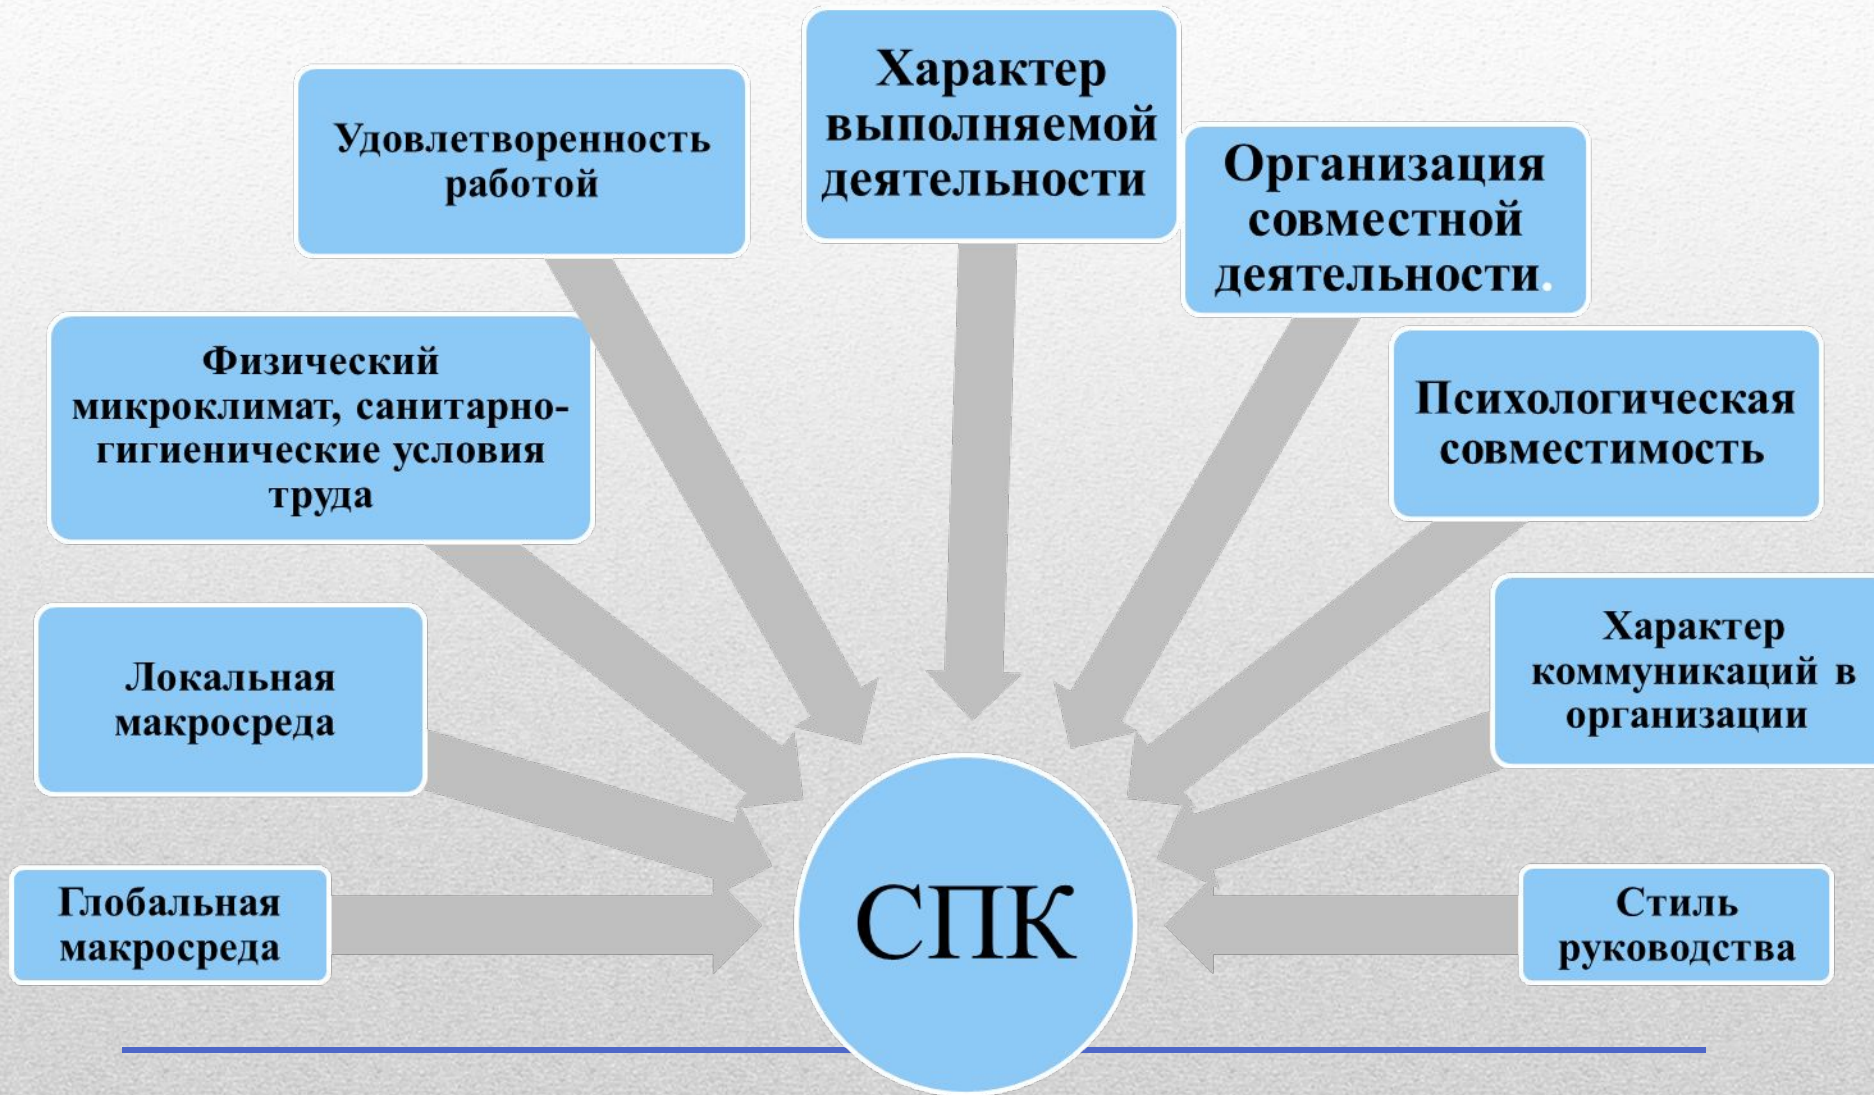 Характер
выполняемой
деятельности
Удовлетворенность
работой
Организация
совместной
деятельности.
Физический
микроклимат, санитарно-
гигиенические условия
труда
Психологическая
совместимость
Локальная
макросреда
Характер
коммуникаций в
организации
Глобальная
макросреда
СПК
Стиль
руководства